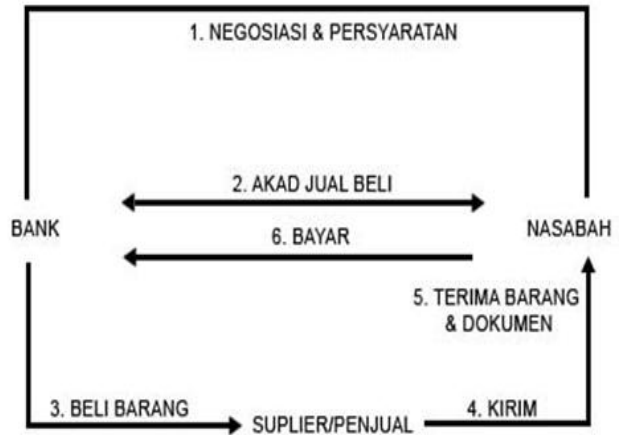 1. NEGOSIASI & PERSYARATAN
2. AKAD JUAL BELI
BANK
NASABAH
6. BAYAR
5. TERIMA BARANG
& DOKUMEN
3. BELI BARANG
SUPLIER/PENJUAL
4. KIRIM